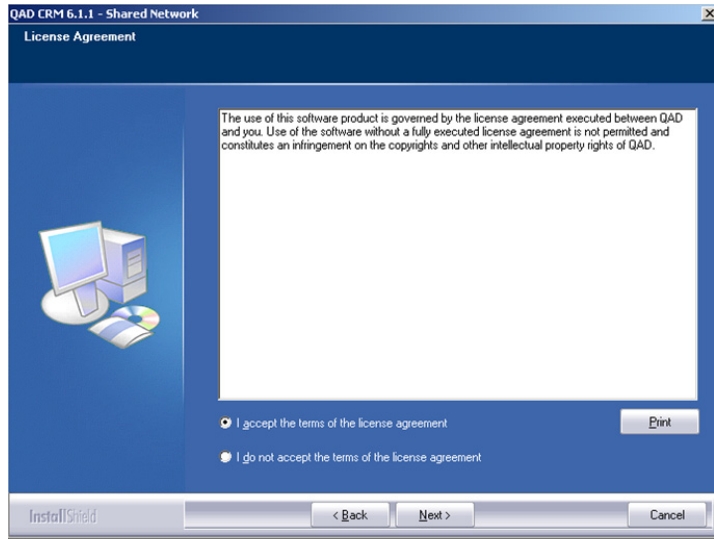 QAD CRM 6.1.1 - Shared Network
License Agreement
The use of this software product is governed by the license agreement executed between QAD
and you. Use of the software without a fully executed license agreement is not permitted and
constitutes an infringement on the copyrights and other intellectual property rights of QAD.
I accept the terms of the license agreement
Print
I do not accept the terms of the license agreement
InstallShield
< Back
Next >
Cancel